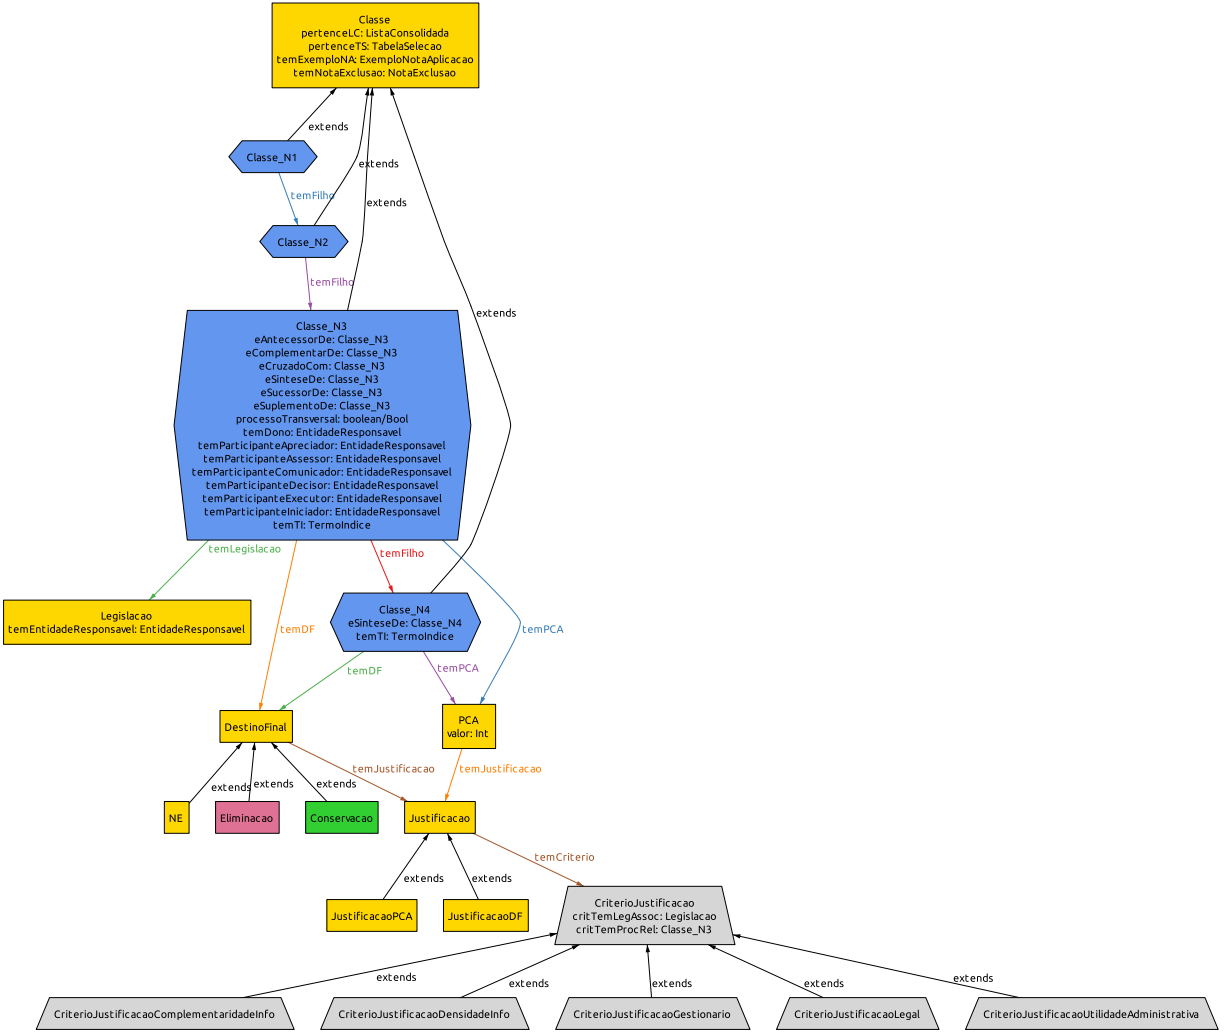 Classe
pertenceLC: ListaConsolidada
pertenceTS: TabelaSelecao
temExemploNA: ExemploNotaAplicacao
temNotaExclusao: NotaExclusao
extends
Classe_N1
extends
temFilho
extends
Classe_N2
temFilho
extends
Classe_N3
eAntecessorDe: Classe_N3
eComplementarDe: Classe_N3
eCruzadoCom: Classe_N3
eSinteseDe: Classe_N3
eSucessorDe: Classe_N3
eSuplementoDe: Classe_N3
processoTransversal: boolean/Bool
temDono: EntidadeResponsavel
temParticipanteApreciador: EntidadeResponsavel
temParticipanteAssessor: EntidadeResponsavel
temParticipanteComunicador: EntidadeResponsavel
temParticipanteDecisor: EntidadeResponsavel
temParticipanteExecutor: EntidadeResponsavel
temParticipanteIniciador: EntidadeResponsavel
temTI: TermoIndice
temLegislacao
temFilho
Legislacao
temEntidadeResponsavel: EntidadeResponsavel
temDF
Classe_N4
eSinteseDe: Classe_N4
temTI: TermoIndice
temPCA
temDF
temPCA
DestinoFinal
PCA
valor: Int
temJustificacao
temJustificacao
extends
extends
extends
NE
Eliminacao
Conservacao
Justificacao
temCriterio
extends
extends
JustificacaoPCA
JustificacaoDF
CriterioJustificacao
critTemLegAssoc: Legislacao
critTemProcRel: Classe_N3
extends
extends
extends
extends
extends
CriterioJustificacaoComplementaridadeInfo
CriterioJustificacaoDensidadeInfo
CriterioJustificacaoGestionario
CriterioJustificacaoLegal
CriterioJustificacaoUtilidadeAdministrativa